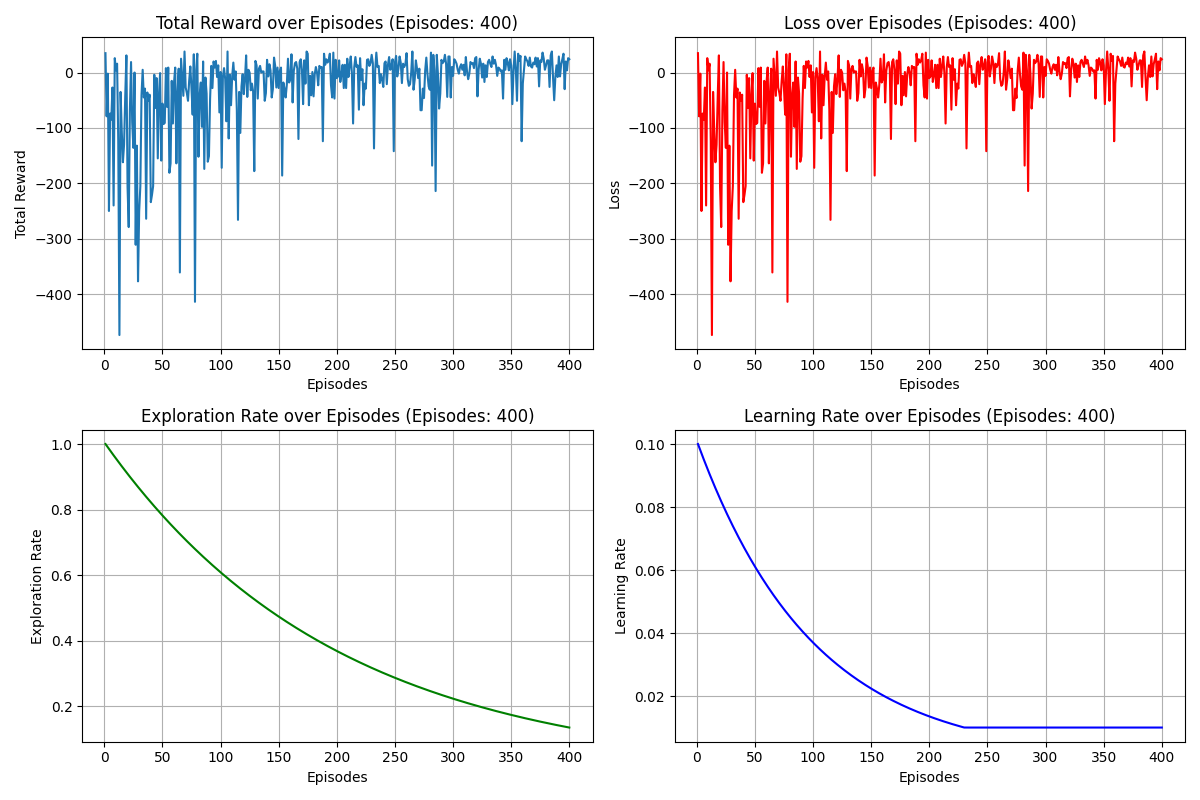 Total Reward over Episodes (Episodes: 400)
Total Reward
0
−100
−200
−300
−400
0 50 100 150 200 250 300 350 400
Episodes
Loss over Episodes (Episodes: 400)
Loss
0
−100
−200
−300
−400
0 50 100 150 200 250 300 350 400
Episodes
Exploration Rate over Episodes (Episodes: 400)
Exploration Rate
1.0
0.8
0.6
0.4
0.2
0 50 100 150 200 250 300 350 400
Episodes
Learning Rate over Episodes (Episodes: 400)
Learning Rate
0.10
0.08
0.06
0.04
0.02
0 50 100 150 200 250 300 350 400
Episodes